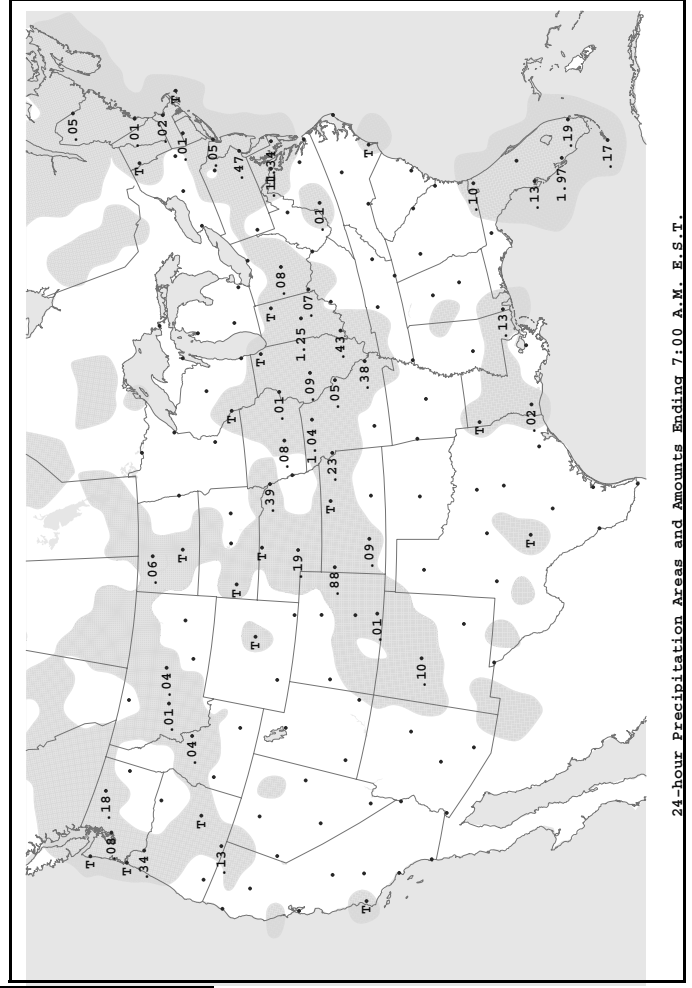 .05
T
.18
.08
T
.01
T
.34
.06
.02
.01 .04
T
.01
T
.04
T
.05
.13
T
T
.47
T
T
T
.39
T
.11 .34
.01
.08
.08
.19
1.25
.07
.09
1.04
.01
T
.23
.88
.05
.43
.38
T
T
.09
.01
.10
.10
T
.13
T
.02
.13
1.97
.19
.17
24-hour Precipitation Areas and Amounts Ending 7:00 A.M. E.S.T.